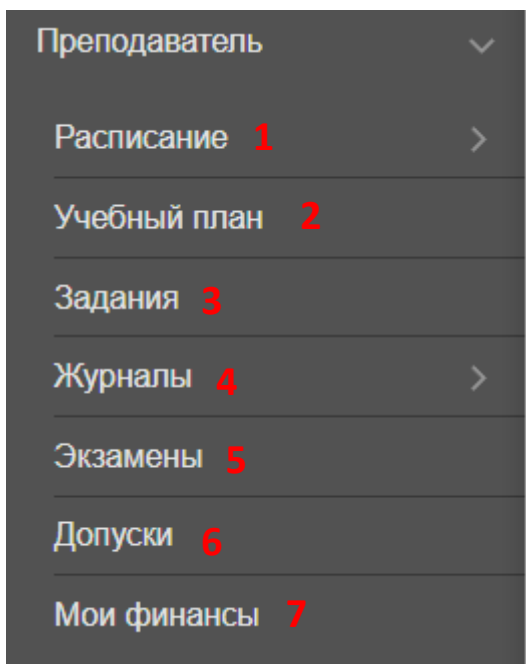 Преподаватель
Расписание 1
Учебный план 2
Задания 3
Журналы 4
Экзамены 5
Допуски 6
Мои финансы 7